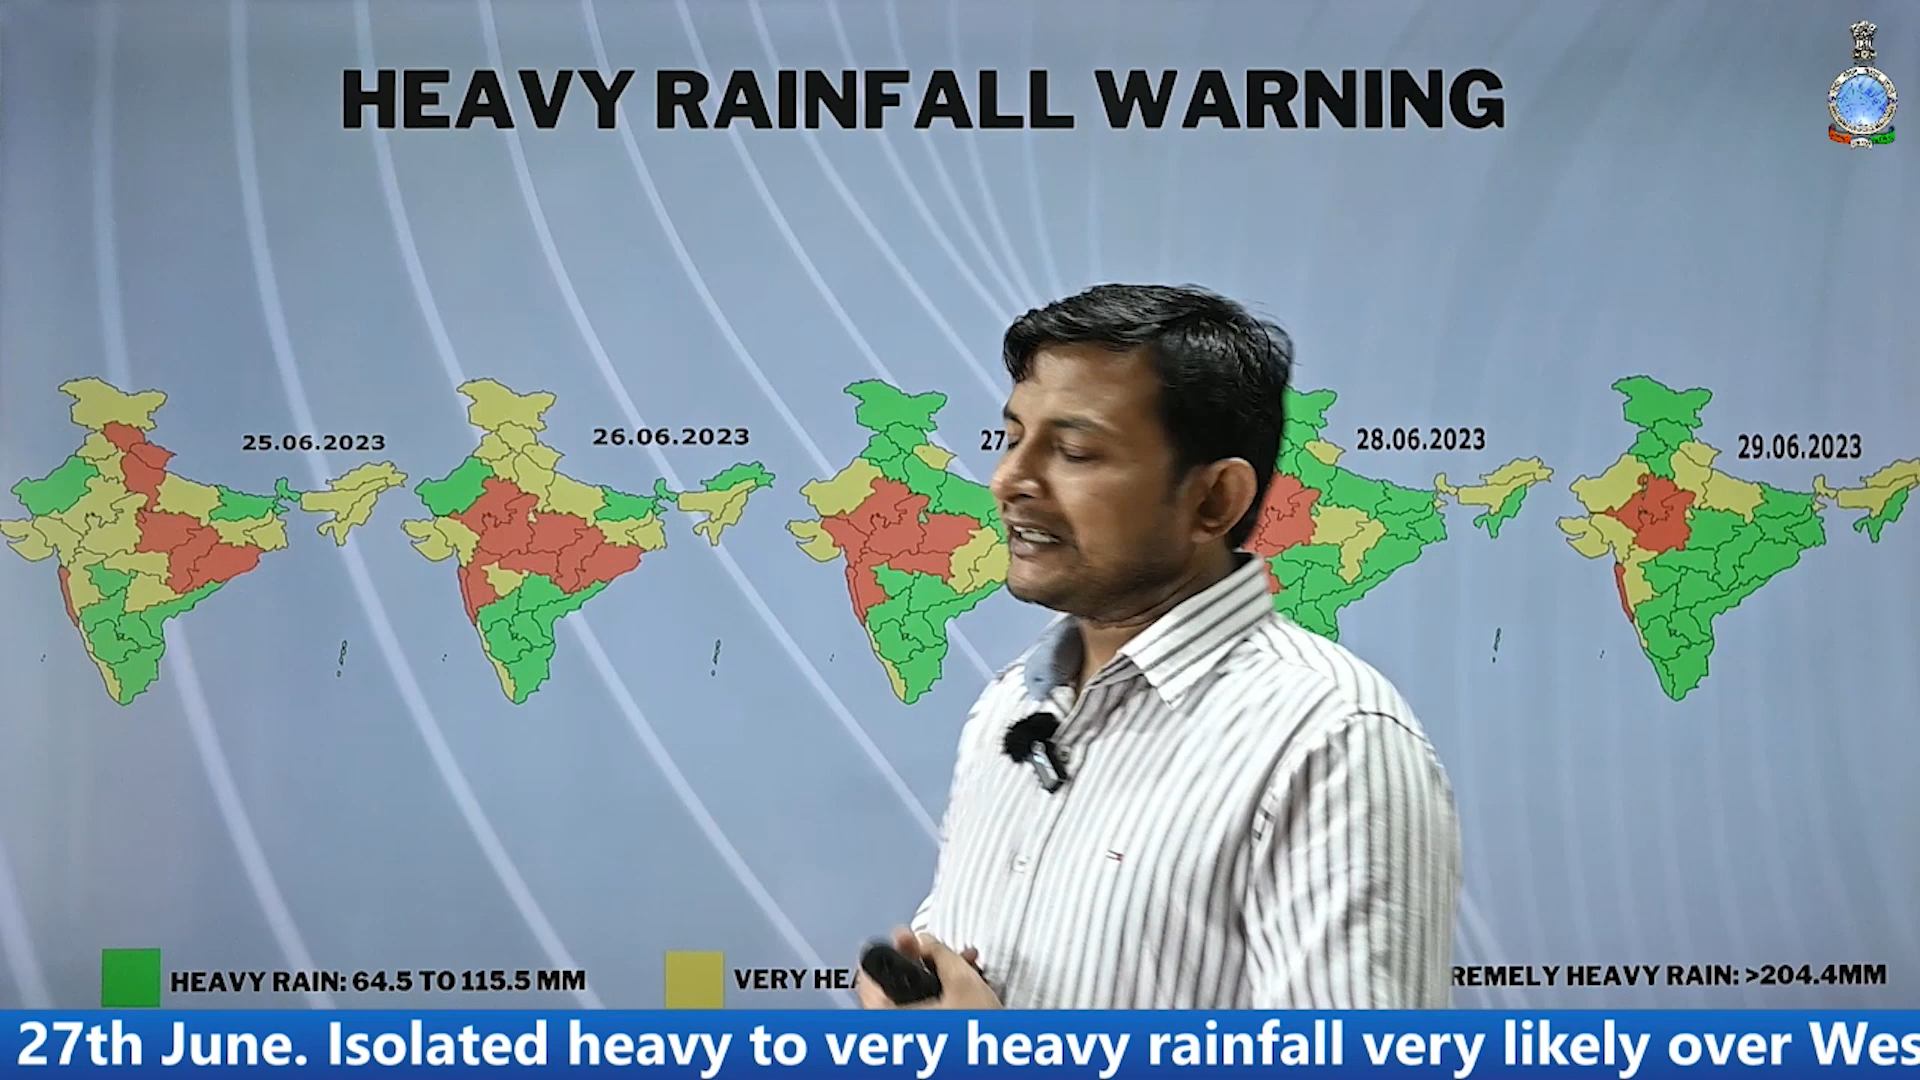 HEAVY RAINFALL WARNING
25.06.2023
26.06.2023
27
28.06.2023
29.06.2023
HEAVY RAIN: 64.5 TO 115.5 MM
VERY HEA
REMELY HEAVY RAIN: >204.4MM
27th June. Isolated heavy to very heavy rainfall very likely over Wes